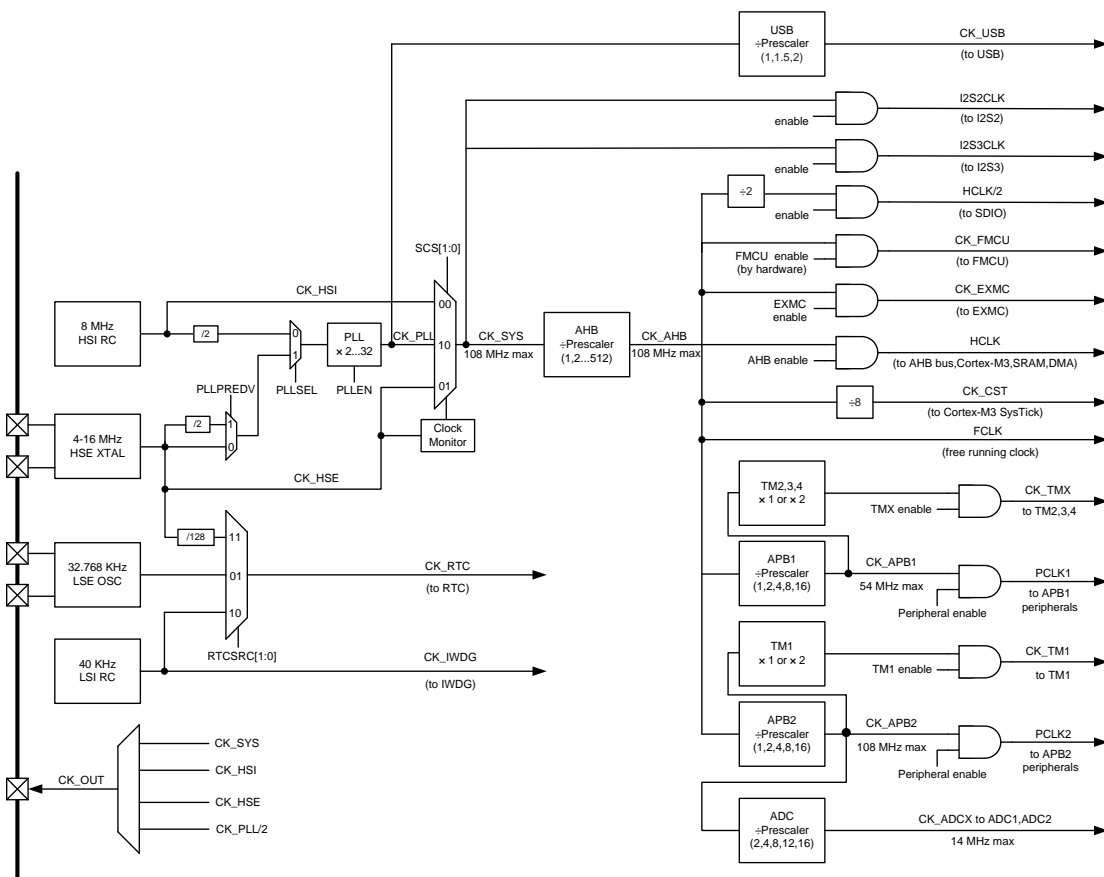 USB
÷Prescaler
(1,1.5,2)
CK_USB
(to USB)
enable
I2S2CLK
(to I2S2)
enable
I2S3CLK
(to I2S3)
÷2
enable
HCLK/2
(to SDIO)
FMCU enable
(by hardware)
CK_FMCU
(to FMCU)
EXMC
enable
CK_EXMC
(to EXMC)
AHB enable
HCLK
(to AHB bus,Cortex-M3,SRAM,DMA)
÷8
CK_CST
(to Cortex-M3 SysTick)
FCLK
(free running clock)
SCS[1:0]
CK_HSI
00
8 MHz
HSI RC
/2
0
1
PLLSEL
PLL
× 2...32
PLLEN
CK_PLL
10
01
CK_SYS
108 MHz max
AHB
÷Prescaler
(1,2...512)
CK_AHB
108 MHz max
Clock
Monitor
PLLPREDV
/2
1
0
4-16 MHz
HSE XTAL
CK_HSE
/128
11
01
10
32.768 KHz
LSE OSC
CK_RTC
(to RTC)
RTCSRC[1:0]
40 KHz
LSI RC
CK_IWDG
(to IWDG)
TM2,3,4
× 1 or × 2
TMX enable
CK_TMX
to TM2,3,4
APB1
÷Prescaler
(1,2,4,8,16)
CK_APB1
54 MHz max
Peripheral enable
PCLK1
to APB1
peripherals
TM1
× 1 or × 2
TM1 enable
CK_TM1
to TM1
APB2
÷Prescaler
(1,2,4,8,16)
CK_APB2
108 MHz max
Peripheral enable
PCLK2
to APB2
peripherals
ADC
÷Prescaler
(2,4,8,12,16)
CK_ADCX to ADC1,ADC2
14 MHz max
CK_OUT
CK_SYS
CK_HSI
CK_HSE
CK_PLL/2